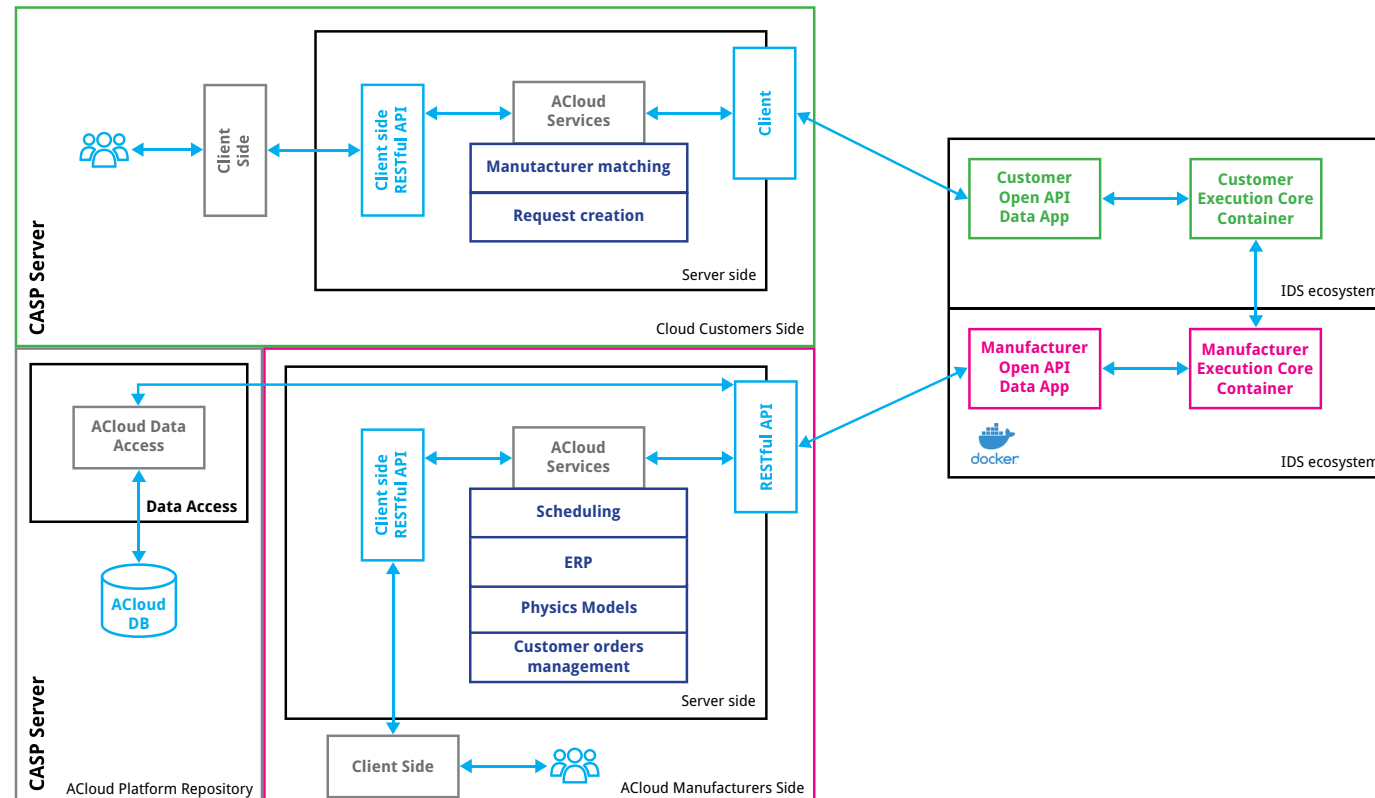 Client
Side
Client side
RESTful API
ACloud
Services
Manutacturer matching
Request creation
Client
Server side
Cloud Customers Side
CASP Server
Customer
Open API
Data App
Customer
Execution Core
Container
IDS ecosystem
Manufacturer
Open API
Data App
Manufacturer
Execution Core
Container
docker
IDS ecosystem
ACloud Data
Access
Data Access
ACloud
DB
CASP Server
ACloud Platform Repository
Client side
RESTful API
ACloud
Services
Scheduling
ERP
Physics Models
Customer orders
management
RESTful API
Server side
Client Side
ACloud Manufacturers Side